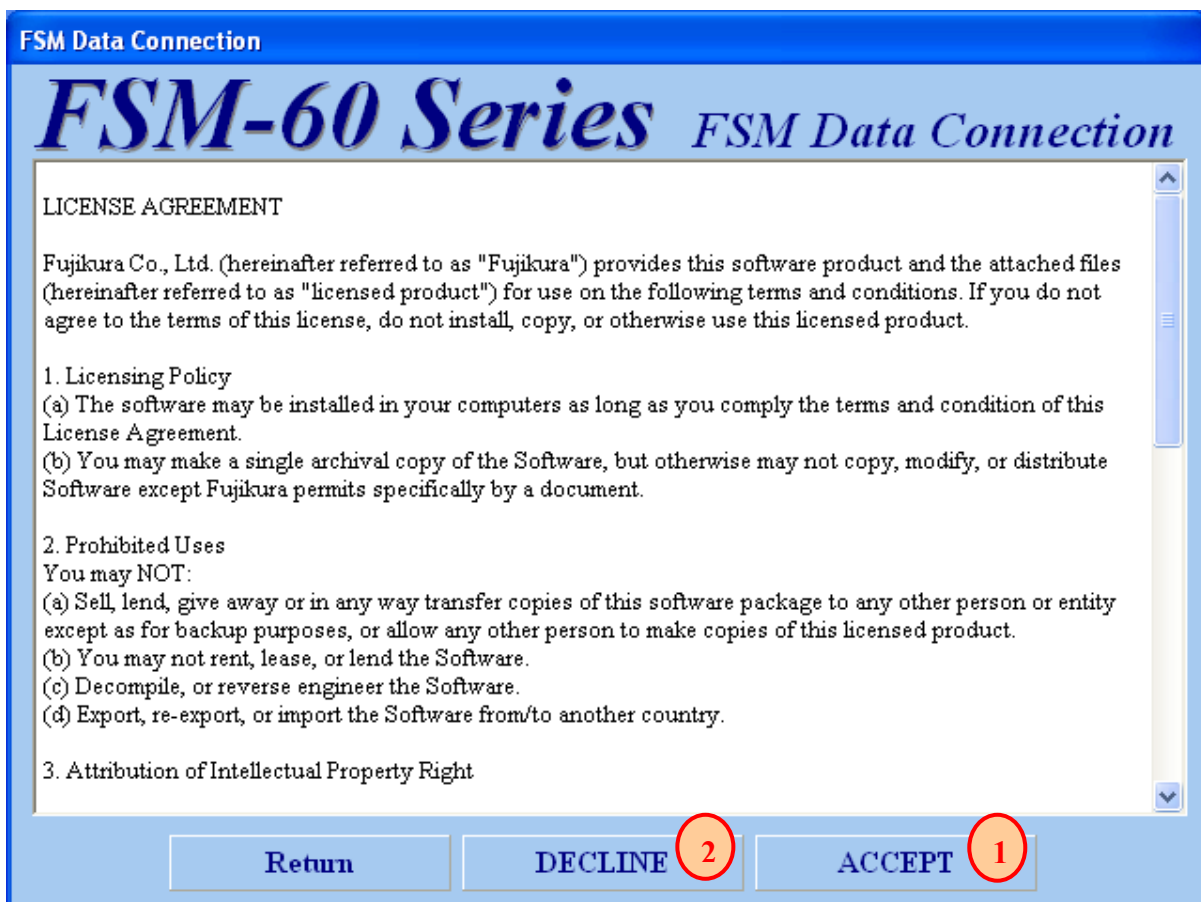 FSM Data Connection
FSM-60 Series FSM Data Connection
LICENSE AGREEMENT
Fujikura Co., Ltd. (hereinafter referred to as "Fujikura") provides this software product and the attached files
(hereinafter referred to as "licensed product") for use on the following terms and conditions. If you do not
agree to the terms of this license, do not install, copy, or otherwise use this licensed product.
1. Licensing Policy
(a) The software may be installed in your computers as long as you comply the terms and condition of this
License Agreement.
(b) You may make a single archival copy of the Software, but otherwise may not copy, modify, or distribute
Software except Fujikura permits specifically by a document.
2. Prohibited Uses
You may NOT:
(a) Sell, lend, give away or in any way transfer copies of this software package to any other person or entity
except as for backup purposes, or allow any other person to make copies of this licensed product.
(b) You may not rent, lease, or lend the Software.
(c) Decompile, or reverse engineer the Software.
(d) Export, re-export, or import the Software from/to another country.
3. Attribution of Intellectual Property Right
Return DECLINE 2 ACCEPT 1